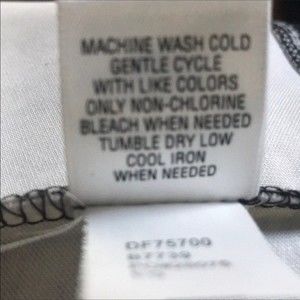 MACHINE WASH COLD
GENTLE CYCLE
WITH LIKE COLORS
ONLY NON-CHLORINE
BLEACH WHEN NEEDED
TUMBLE DRY LOW
COOL IRON
WHEN NEEDED
DF75700